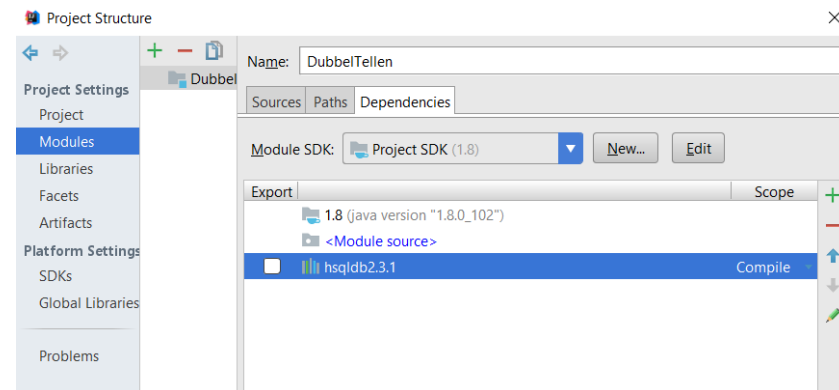 Project Structure
Project Settings
Project
Modules
Libraries
Facets
Artifacts
Platform Settings
SDKs
Global Libraries
Problems
Dubbel
Name: DubbelTellen
Sources Paths Dependencies
Module SDK: Project SDK (1.8) New... Edit
Export Scope
1.8 (java version "1.8.0_102")
<Module source>
hsqldb2.3.1 Compile